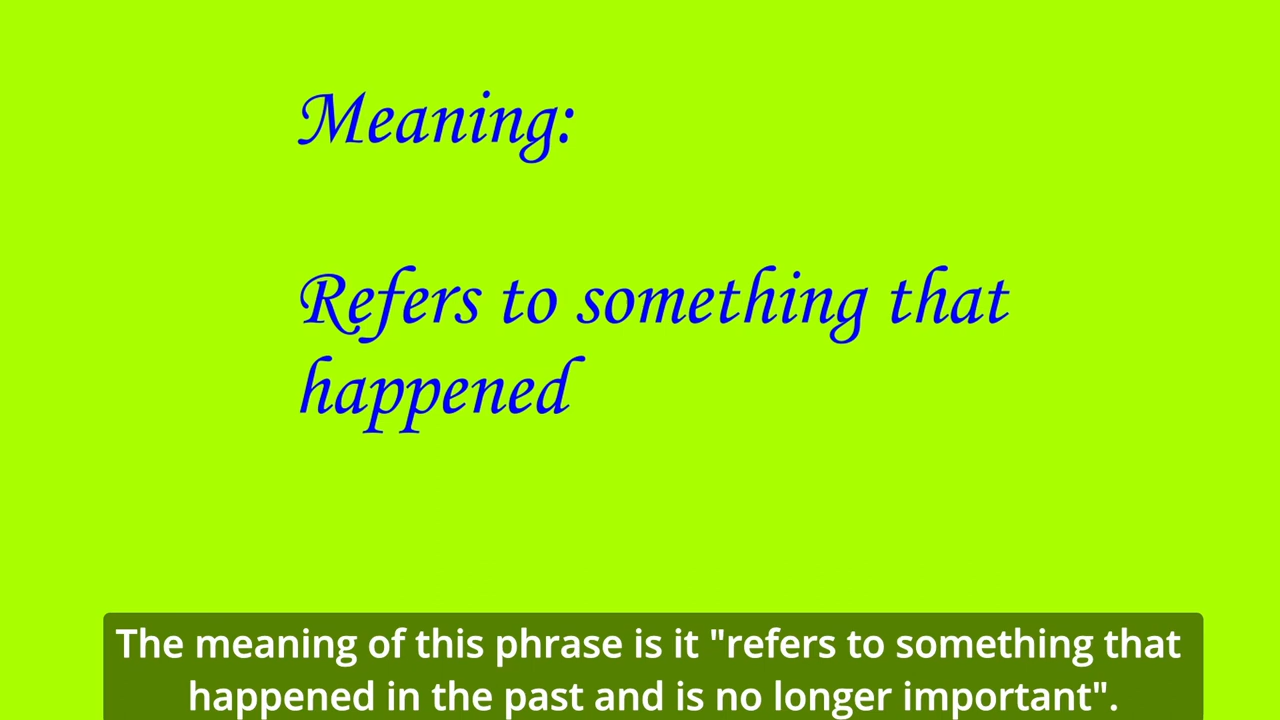 Meaning:
Refers to something that
happened
The meaning of this phrase is it "refers to something that
happened in the past and is no longer important".